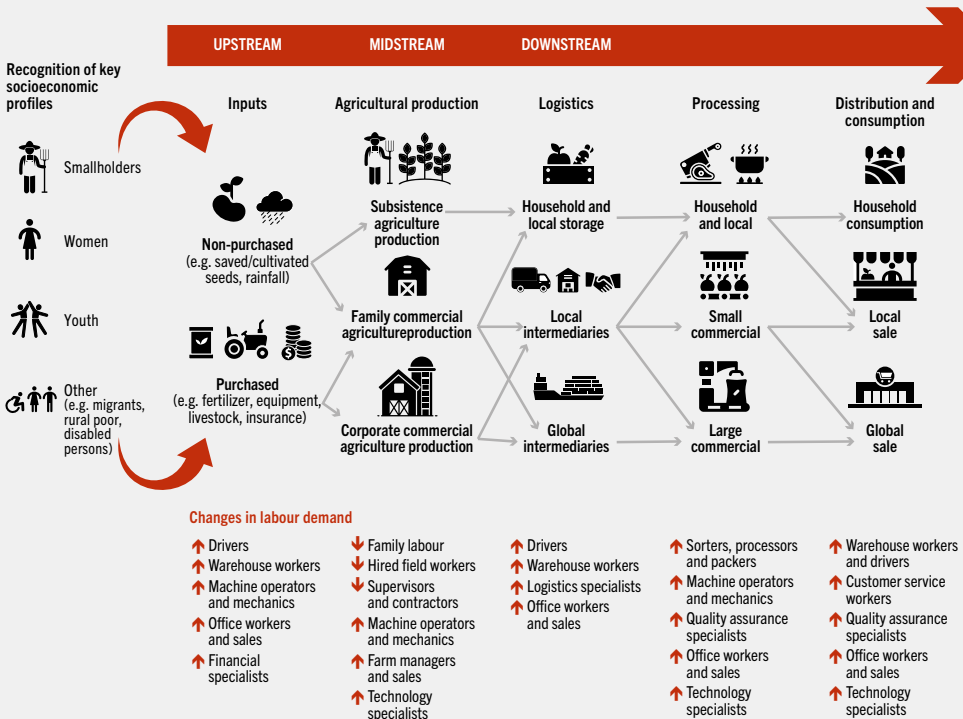 UPSTREAM
MIDSTREAM
DOWNSTREAM
Recognition of key
socioeconomic
profiles
Smallholders
Women
Youth
Other
(e.g. migrants,
rural poor,
disabled
persons)
Inputs
Agricultural production
Logistics
Processing
Distribution and
consumption
Non-purchased
(e.g. saved/cultivated
seeds, rainfall)
Purchased
(e.g. fertilizer, equipment,
livestock, insurance)
Subsistence
agriculture
production
Family commercial
agricultureproduction
Corporate commercial
agriculture production
Household and
local storage
Local
intermediaries
Global
intermediaries
Household
and local
Small
commercial
Large
commercial
Household
consumption
Local
sale
Global
sale
Changes in labour demand
Drivers
Warehouse workers
Machine operators
and mechanics
Office workers
and sales
Financial
specialists
Family labour
Hired field workers
Supervisors
and contractors
Machine operators
and mechanics
Farm managers
and sales
Technology
specialists
Drivers
Warehouse workers
Logistics specialists
Office workers
and sales
Sorters, processors
and packers
Machine operators
and mechanics
Quality assurance
specialists
Office workers
and sales
Technology
specialists
Warehouse workers
and drivers
Customer service
workers
Quality assurance
specialists
Office workers
and sales
Technology
specialists